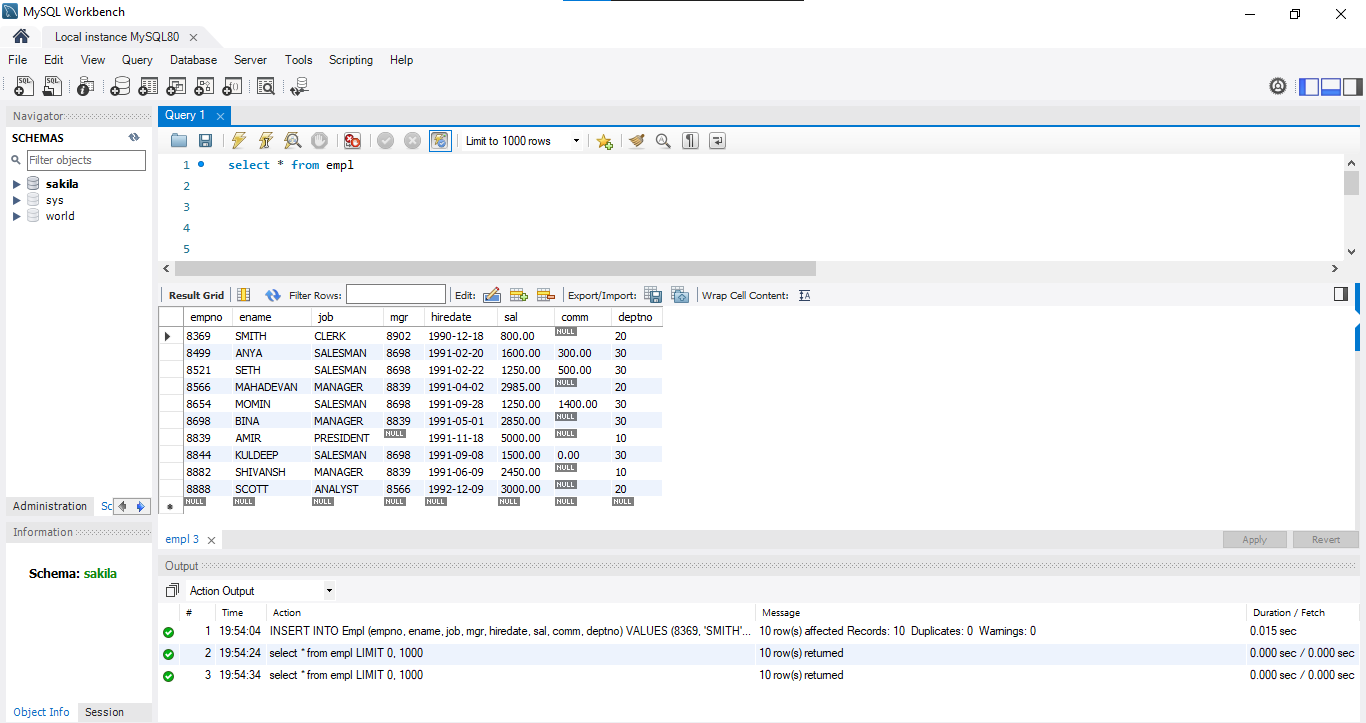 MySQL Workbench
Local instance MySQL80
File Edit View Query Database Server Tools Scripting Help
Navigator
SCHEMAS
Filter objects
sakila
sys
world
Administration Sc
Information
Schema: sakila
Object Info Session
Query 1
Limit to 1000 rows
1 select * from empl
2
3
4
5
Result Grid Filter Rows: Edit: Export/Import: Wrap Cell Content:
empno ename job mgr hiredate sal comm deptno
8369 SMITH CLERK 8902 1990-12-18 800.00 NULL 20
8499 ANYA SALESMAN 8698 1991-02-20 1600.00 300.00 30
8521 SETH SALESMAN 8698 1991-02-22 1250.00 500.00 30
8566 MAHADEVAN MANAGER 8839 1991-04-02 2985.00 NULL 20
8654 MOMIN SALESMAN 8698 1991-09-28 1250.00 1400.00 30
8698 BINA MANAGER 8839 1991-05-01 2850.00 NULL 30
8839 AMIR PRESIDENT NULL 1991-11-18 5000.00 NULL 10
8844 KULDEEP SALESMAN 8698 1991-09-08 1500.00 0.00 30
8882 SHIVANSH MANAGER 8839 1991-06-09 2450.00 NULL 10
8888 SCOTT ANALYST 8566 1992-12-09 3000.00 NULL 20
NULL NULL NULL NULL NULL NULL NULL NULL
empl 3
Apply Revert
Output
Action Output
# Time Action Message Duration / Fetch
1 19:54:04 INSERT INTO Empl (empno, ename, job, mgr, hiredate, sal, comm, deptno) VALUES (8369, 'SMITH'... 10 row(s) affected Records: 10 Duplicates: 0 Warnings: 0 0.015 sec
2 19:54:24 select * from empl LIMIT 0, 1000 10 row(s) returned 0.000 sec / 0.000 sec
3 19:54:34 select * from empl LIMIT 0, 1000 10 row(s) returned 0.000 sec / 0.000 sec